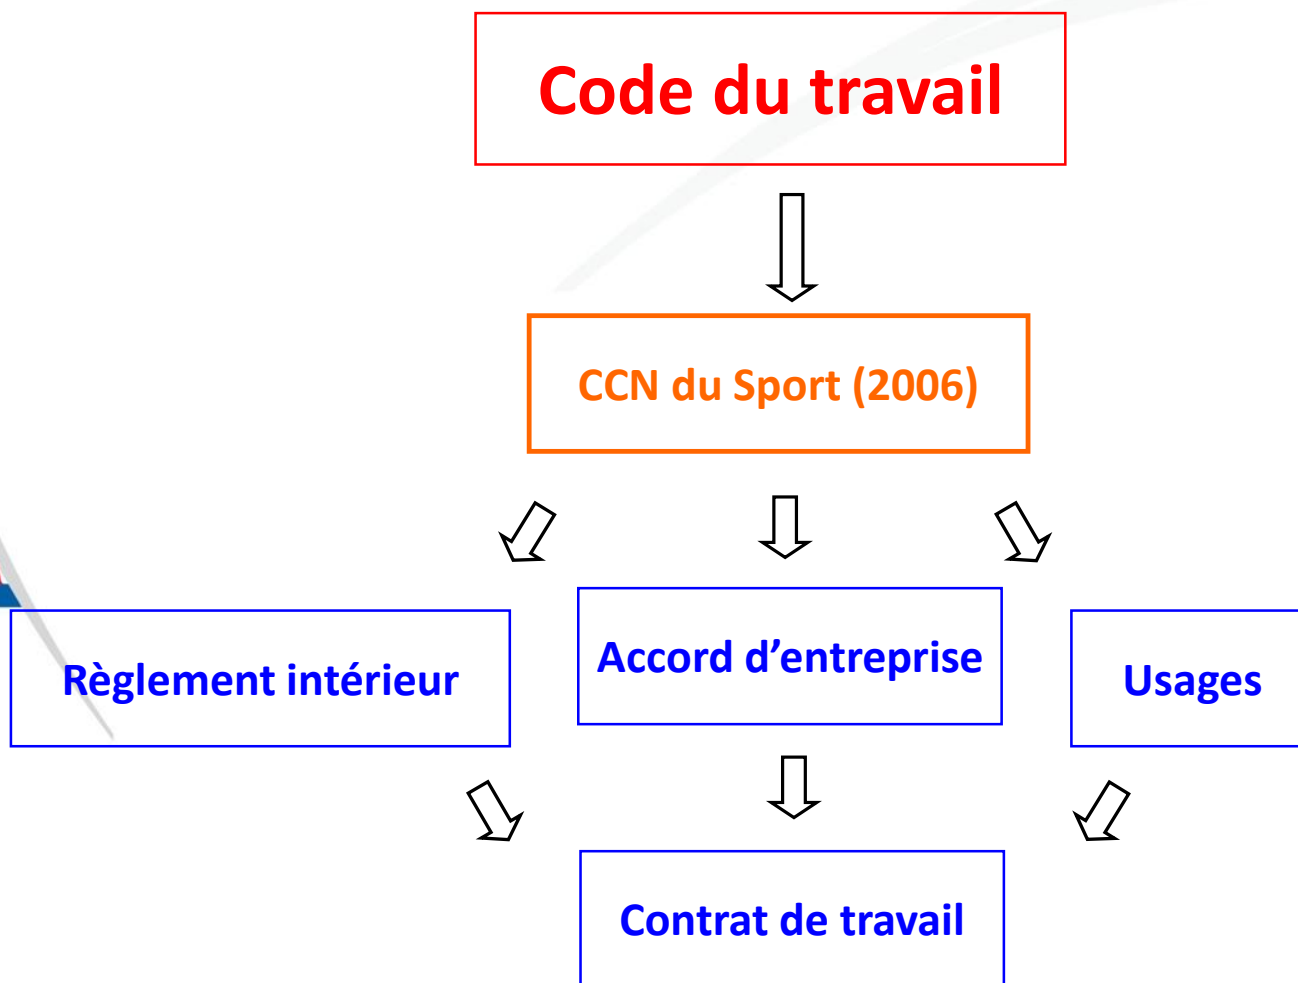 Code du travail
CCN du Sport (2006)
Règlement intérieur
Accord d’entreprise
Usages
Contrat de travail